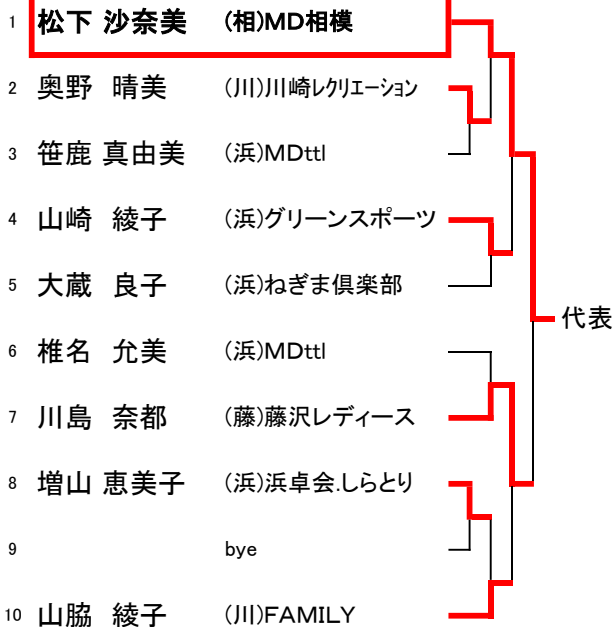 1 松下 沙奈美 (相)MD相模
2 奥野 晴美 (川)川崎レクリエーション
3 笹鹿 真由美 (浜)MDttl
4 山崎 綾子 (浜)グリーンスポーツ
5 大蔵 良子 (浜)ねぎま倶楽部
代表
6 椎名 允美 (浜)MDttl
7 川島 奈都 (藤)藤沢レディース
8 増山 恵美子 (浜)浜卓会.しらとり
9 bye
10 山脇 綾子 (川)FAMILY